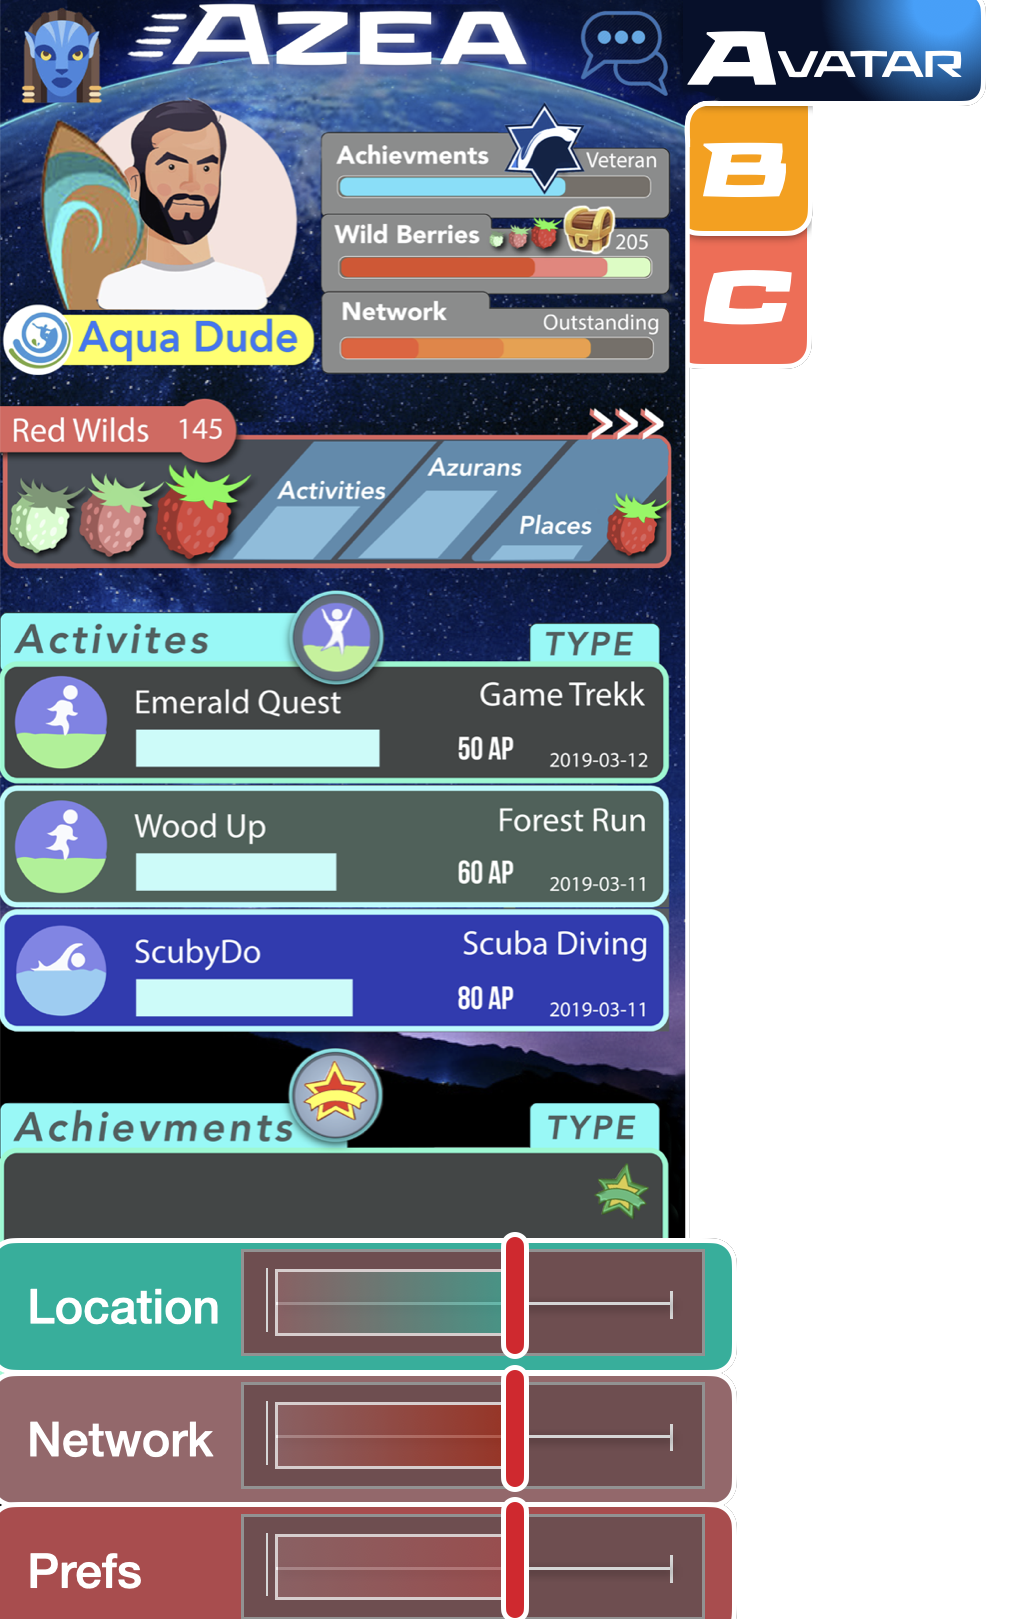 AZEA
AVATAR
B
C
Achievments
Veteran
Wild Berries
205
Network
Outstanding
Aqua Dude
Red Wilds 145
>>>
Activities
Azurans
Places
Activites
TYPE
Emerald Quest
Game Trekk
50 AP
2019-03-12
Wood Up
Forest Run
60 AP
2019-03-11
ScubyDo
Scuba Diving
80 AP
2019-03-11
Achievments
TYPE
Location
Network
Prefs